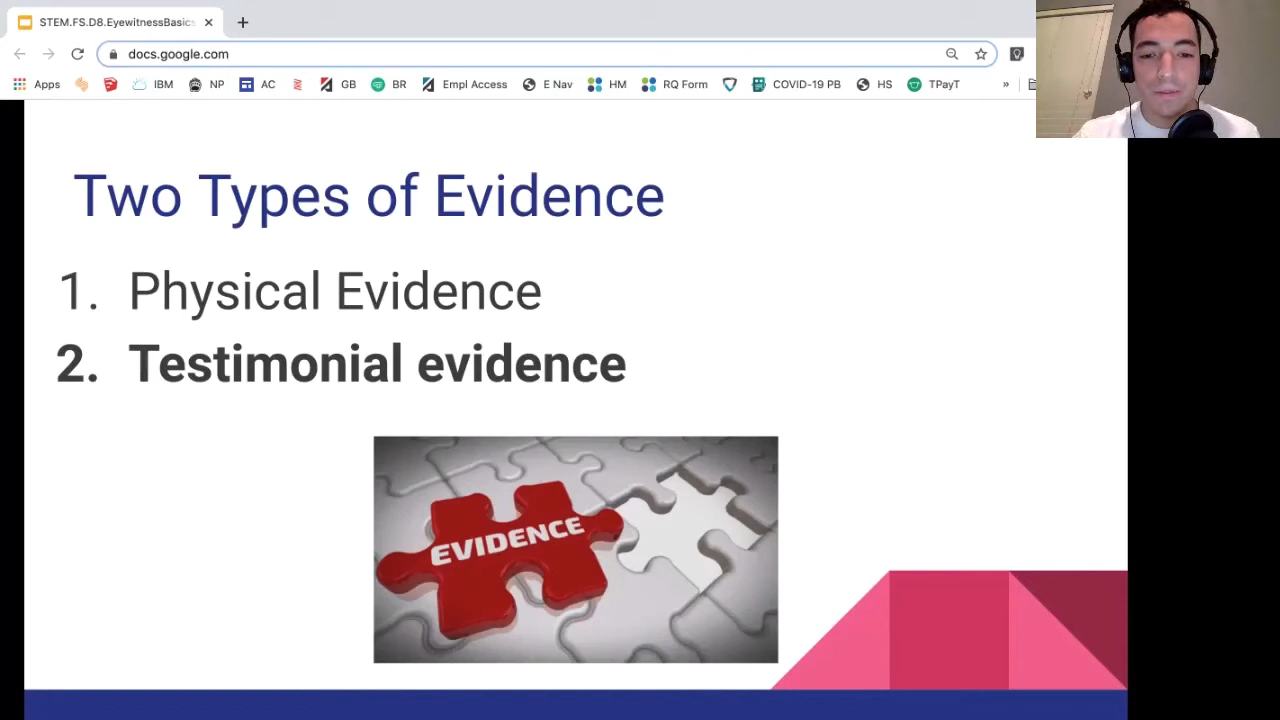 STEM.FS.D8.EyewitnessBasics
docs.google.com
Apps IBM NP AC GB BR Empl Access E Nav HM RQ Form COVID-19 PB HS TPayT »
Two Types of Evidence
1. Physical Evidence
2. Testimonial evidence
EVIDENCE